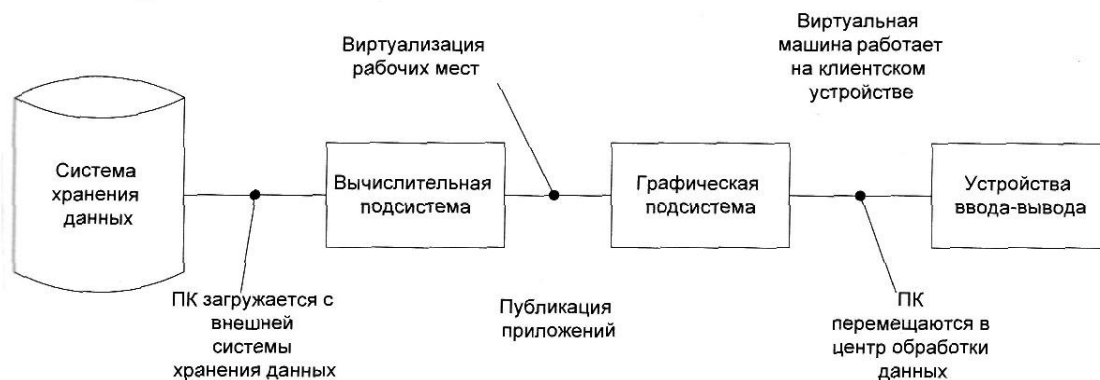 Виртуализация
рабочих мест
Виртуальная
машина работает
на клиентском
устройстве
Система
хранения
данных
Вычислительная
подсистема
Графическая
подсистема
Устройства
ввода-вывода
ПК загружается с
внешней
системы
хранения данных
Публикация
приложений
ПК
перемещаются в
центр обработки
данных